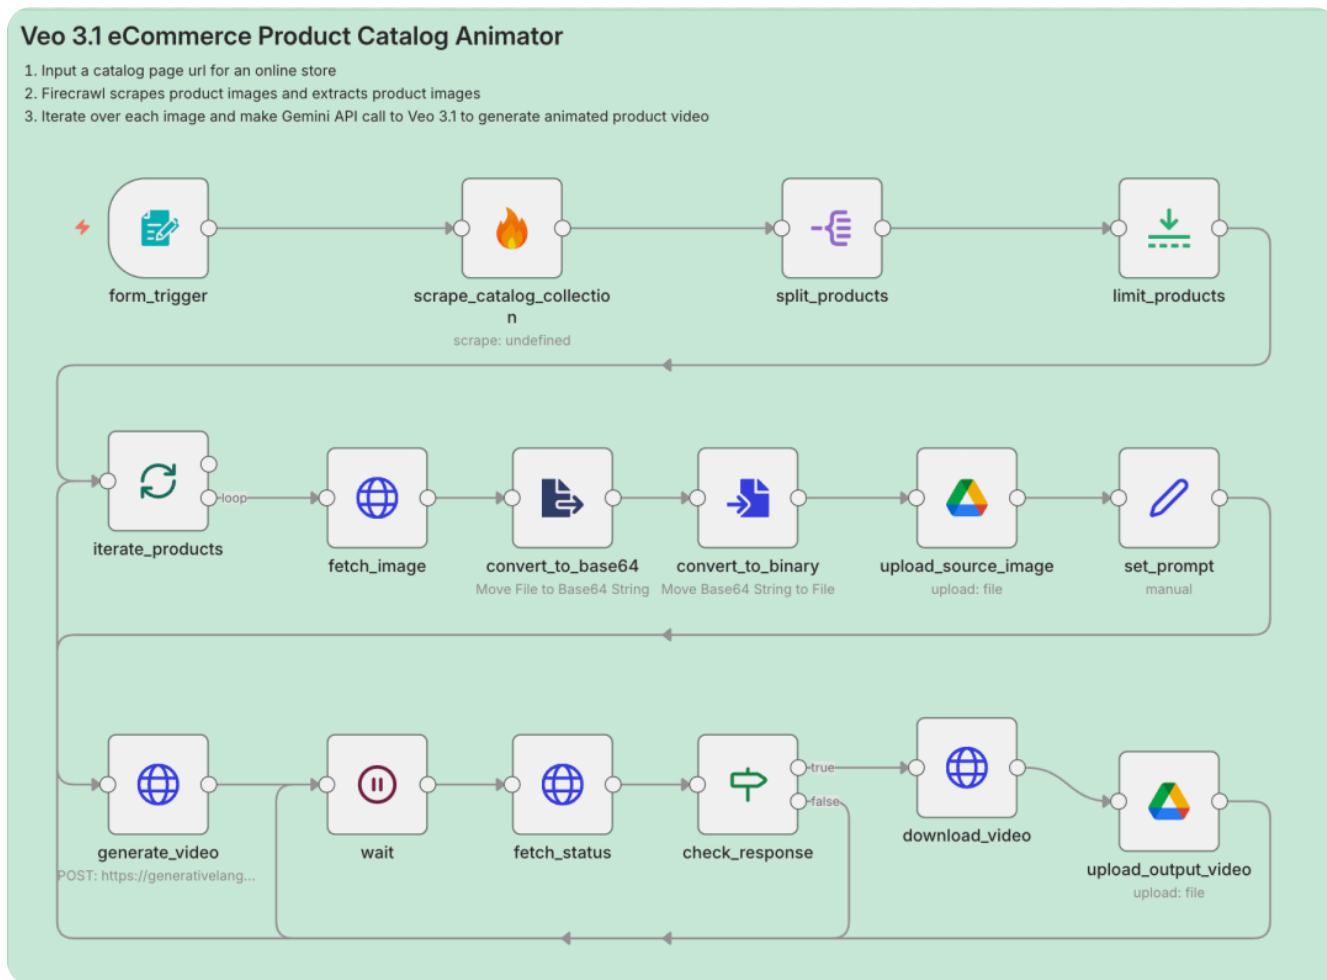 Veo 3.1 eCommerce Product Catalog Animator
1. Input a catalog page url for an online store
2. Firecrawl scrapes product images and extracts product images
3. Iterate over each image and make Gemini API call to Veo 3.1 to generate animated product video
form_trigger
scrape_catalog_collectio
n
scrape: undefined
split_products
limit_products
loop
iterate_products
fetch_image
convert_to_base64
Move File to Base64 String
convert_to_binary
Move Base64 String to File
upload_source_image
upload: file
set_prompt
manual
generate_video
POST: https://generativelang...
wait
fetch_status
true
false
check_response
download_video
upload_output_video
upload: file